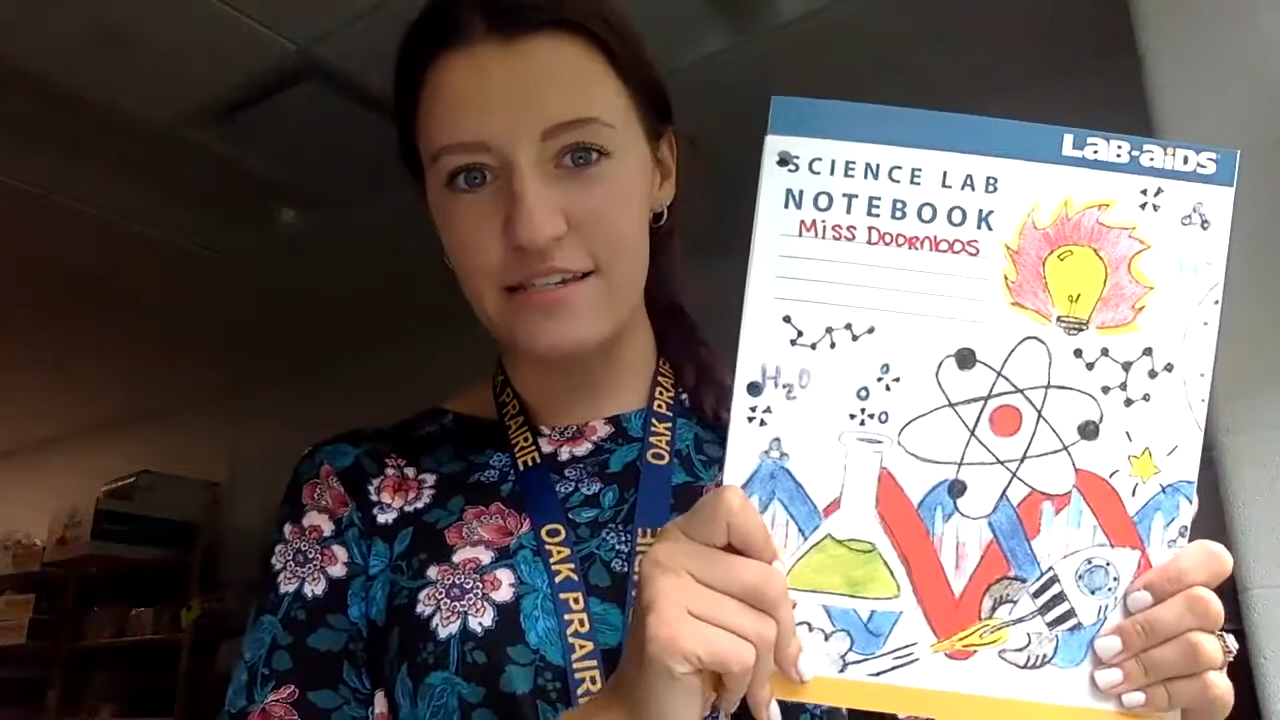 LAB-AIDS
SCIENCE LAB
NOTEBOOK
Miss Doornbos
H₂O
OAK PRAIRIE
OAK PRAIRIE
OAK PRAIRIE